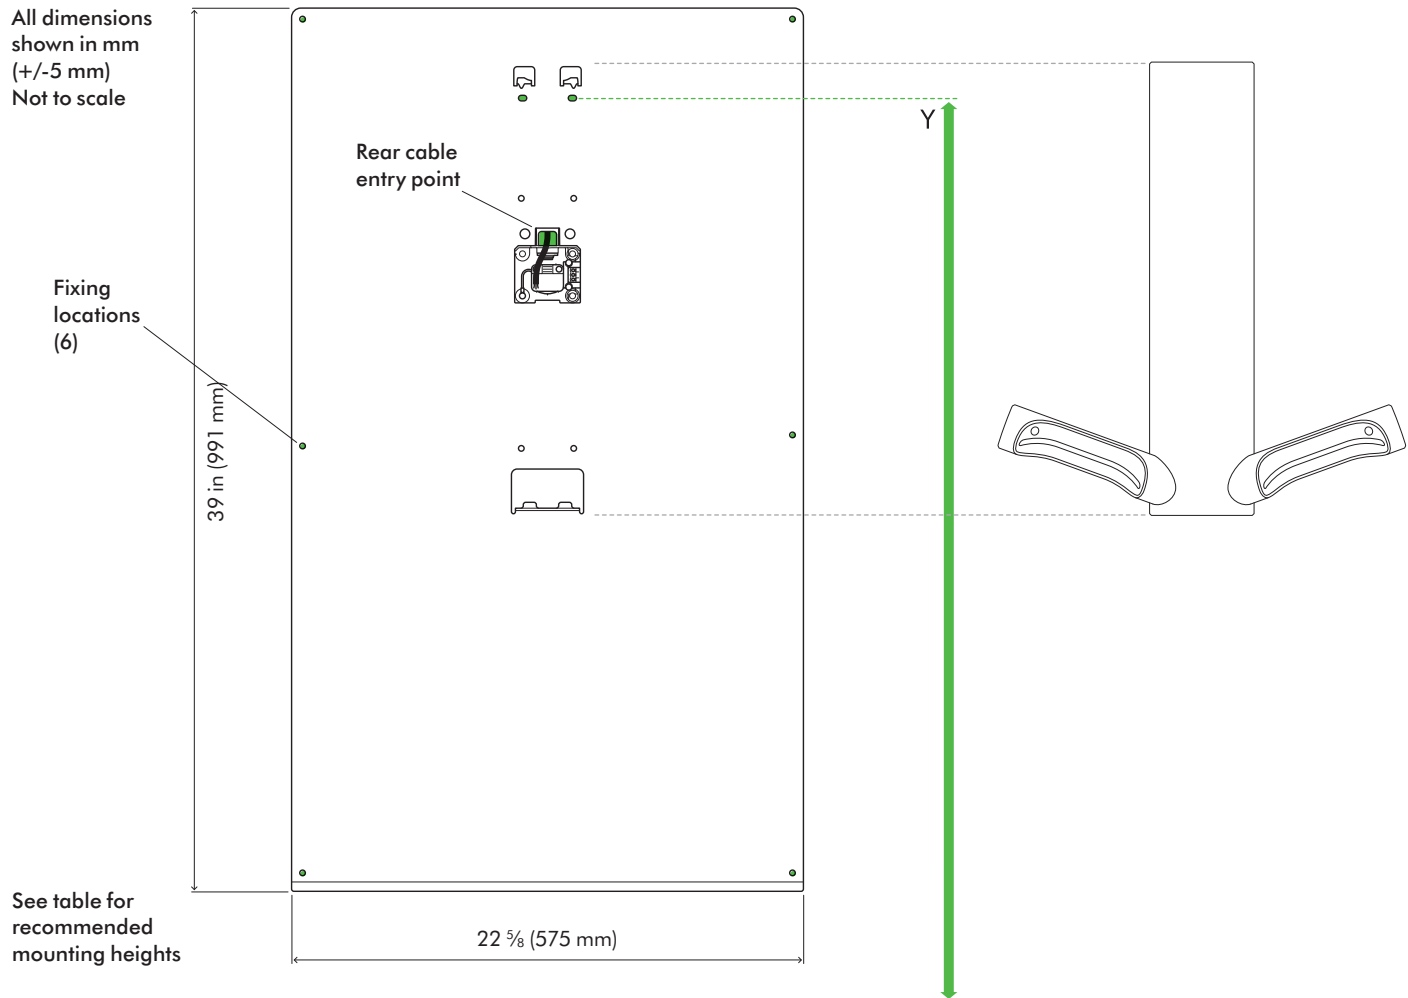 All dimensions
shown in mm
(+/-5 mm)
Not to scale
Y
Rear cable
entry point
Fixing
locations
(6)
39 in (991 mm)
See table for
recommended
mounting heights
22 ⅝ (575 mm)